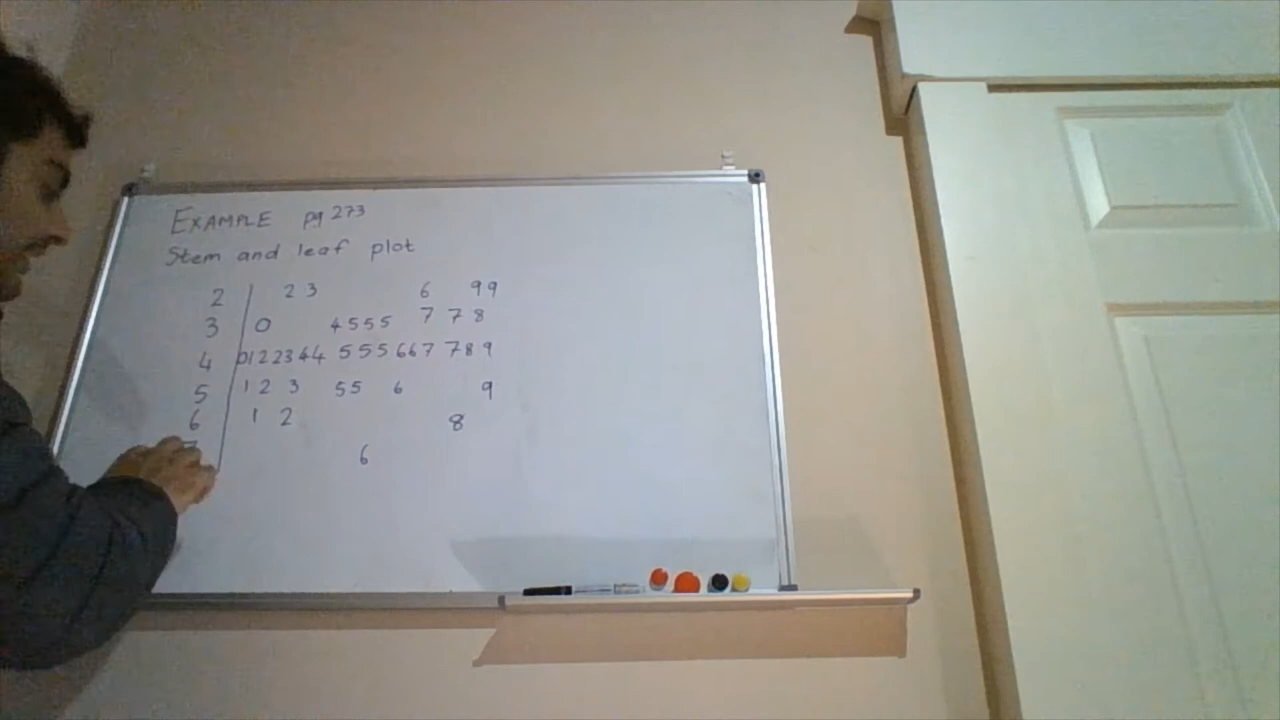 EXAMPLE pg 273
Stem and leaf plot
2 | 2 3 6 9 9
3 | 0 4 5 5 5 7 7 8
4 | 0 1 2 2 3 4 4 5 5 5 6 6 7 7 8 9
5 | 1 2 3 5 5 6 9
6 | 1 2 8
7 | 6